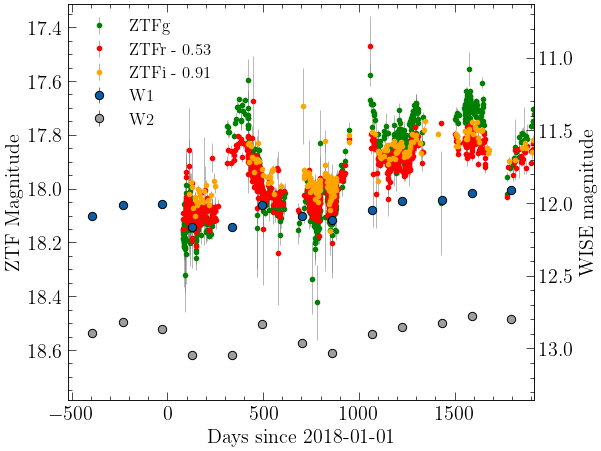 ZTFg
ZTFr - 0.53
ZTFi - 0.91
W1
W2
17.4
17.6
17.8
18.0
18.2
18.4
18.6
ZTF Magnitude
11.0
11.5
12.0
12.5
13.0
WISE magnitude
−500
0
500
1000
1500
Days since 2018-01-01